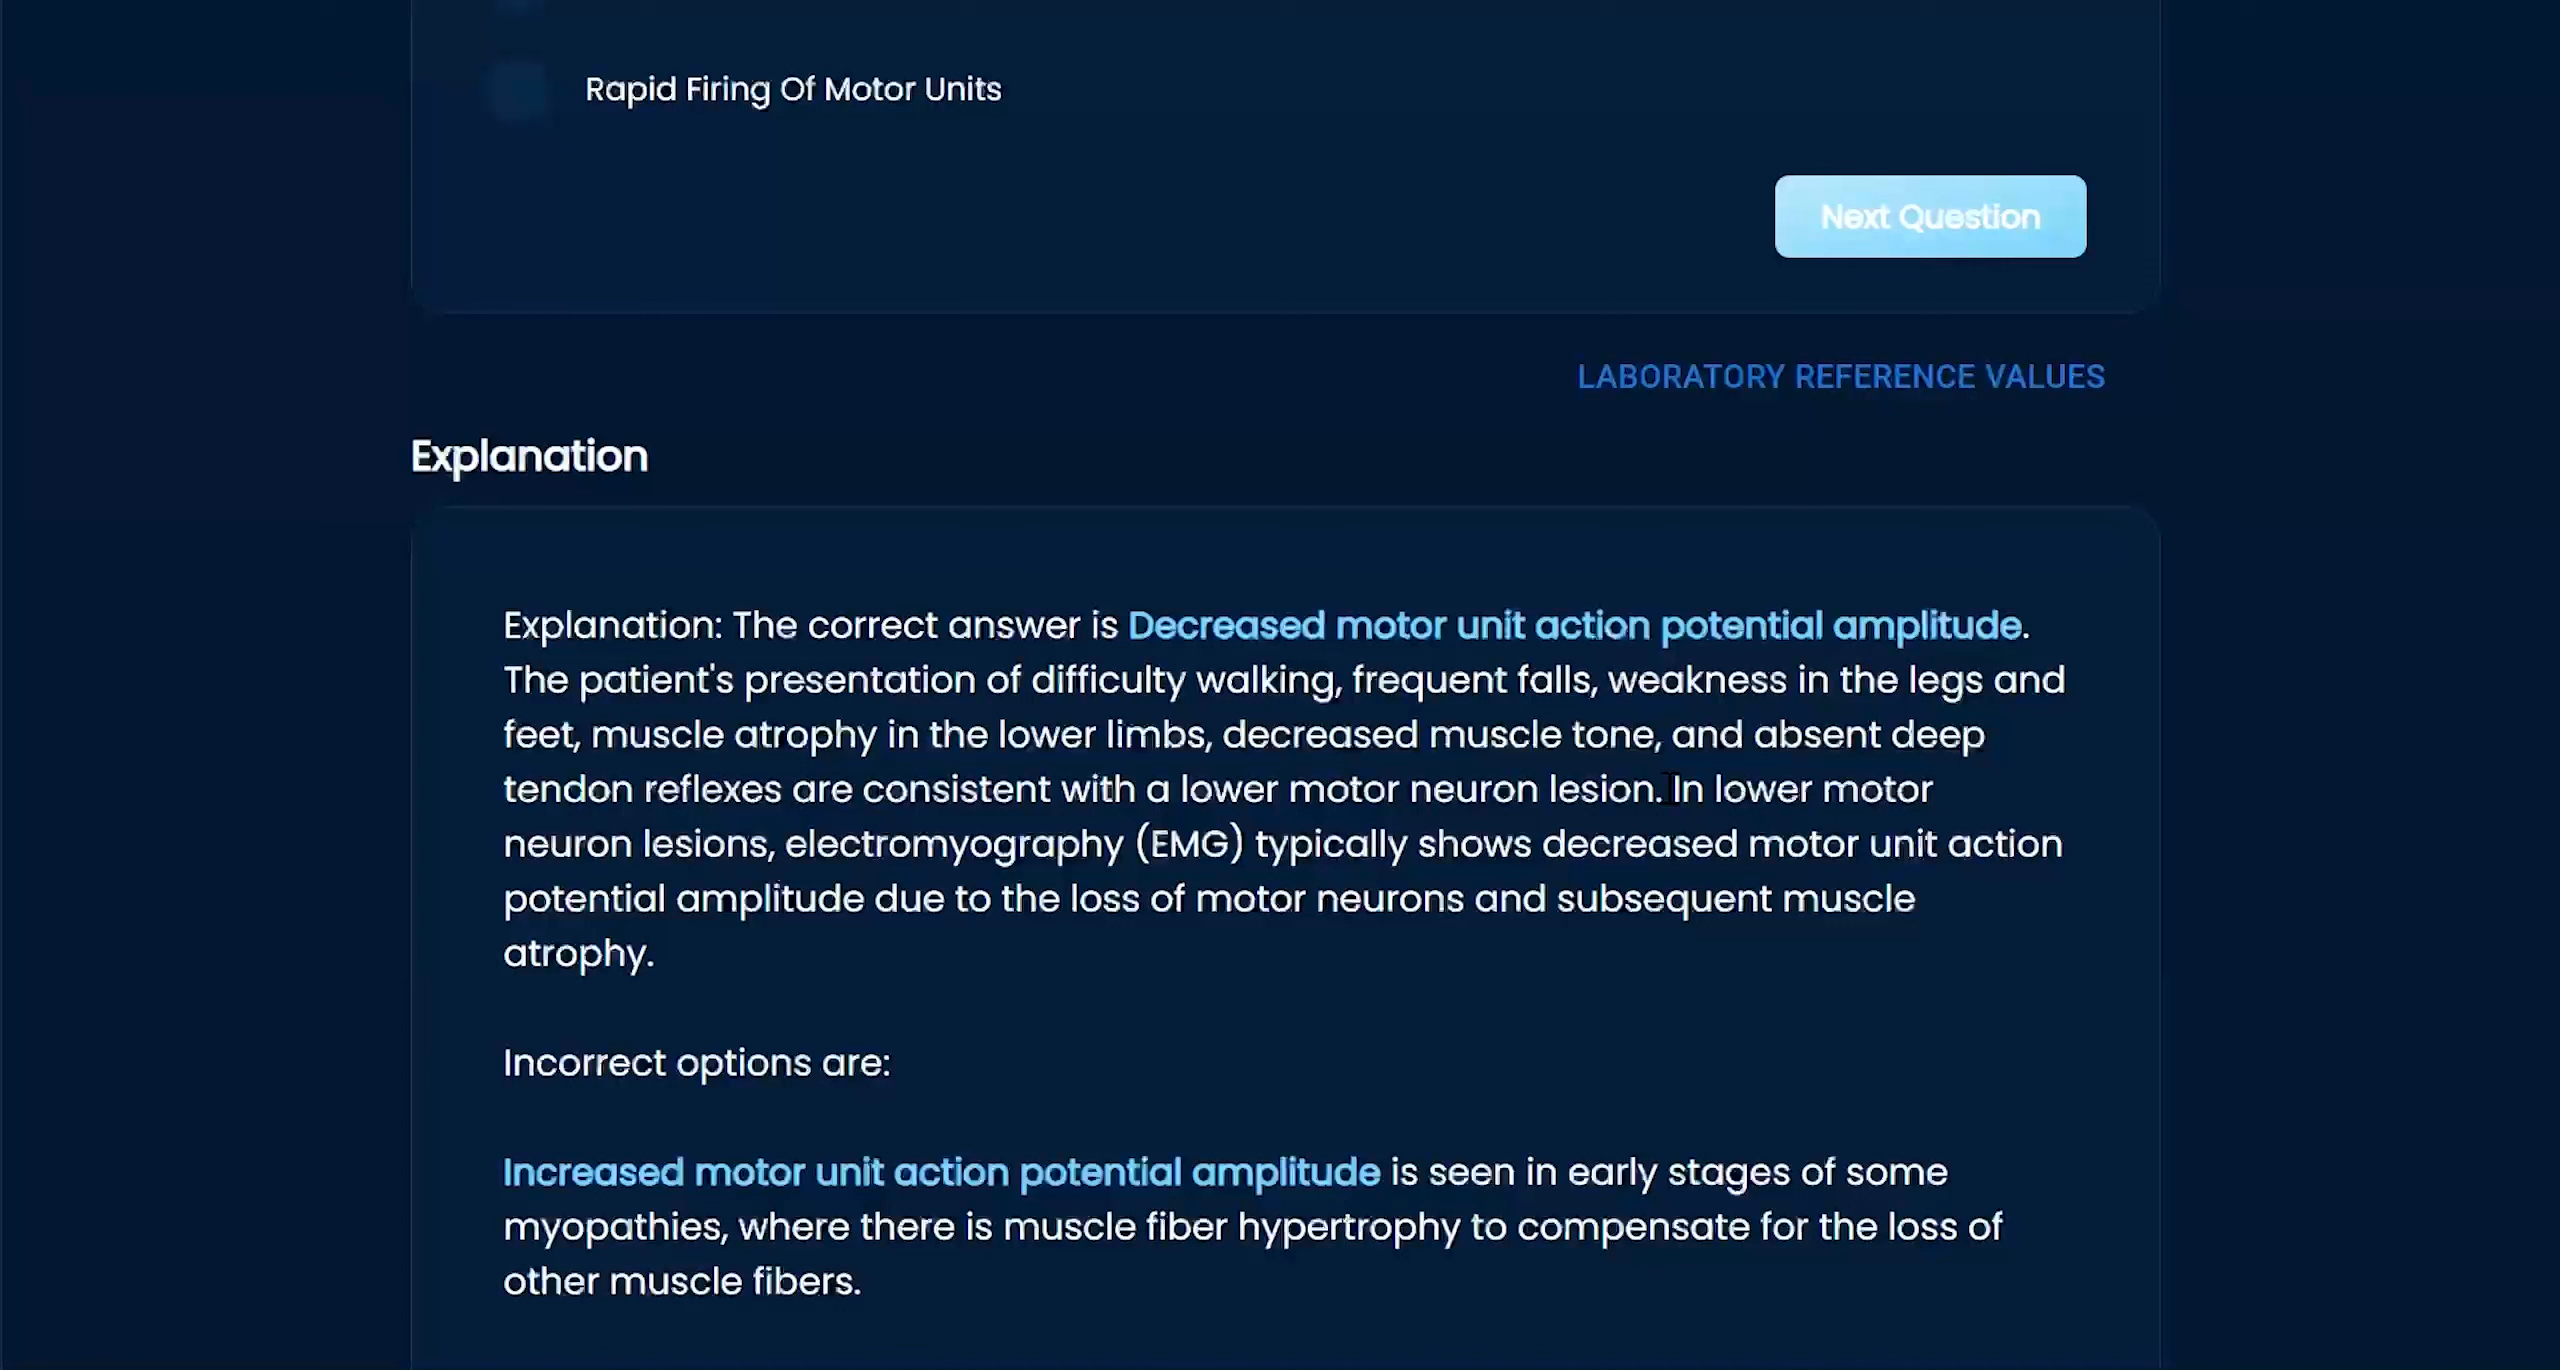 Rapid Firing Of Motor Units
Next Question
LABORATORY REFERENCE VALUES
Explanation
Explanation: The correct answer is Decreased motor unit action potential amplitude.
The patient's presentation of difficulty walking, frequent falls, weakness in the legs and
feet, muscle atrophy in the lower limbs, decreased muscle tone, and absent deep
tendon reflexes are consistent with a lower motor neuron lesion. In lower motor
neuron lesions, electromyography (EMG) typically shows decreased motor unit action
potential amplitude due to the loss of motor neurons and subsequent muscle
atrophy.
Incorrect options are:
Increased motor unit action potential amplitude is seen in early stages of some
myopathies, where there is muscle fiber hypertrophy to compensate for the loss of
other muscle fibers.